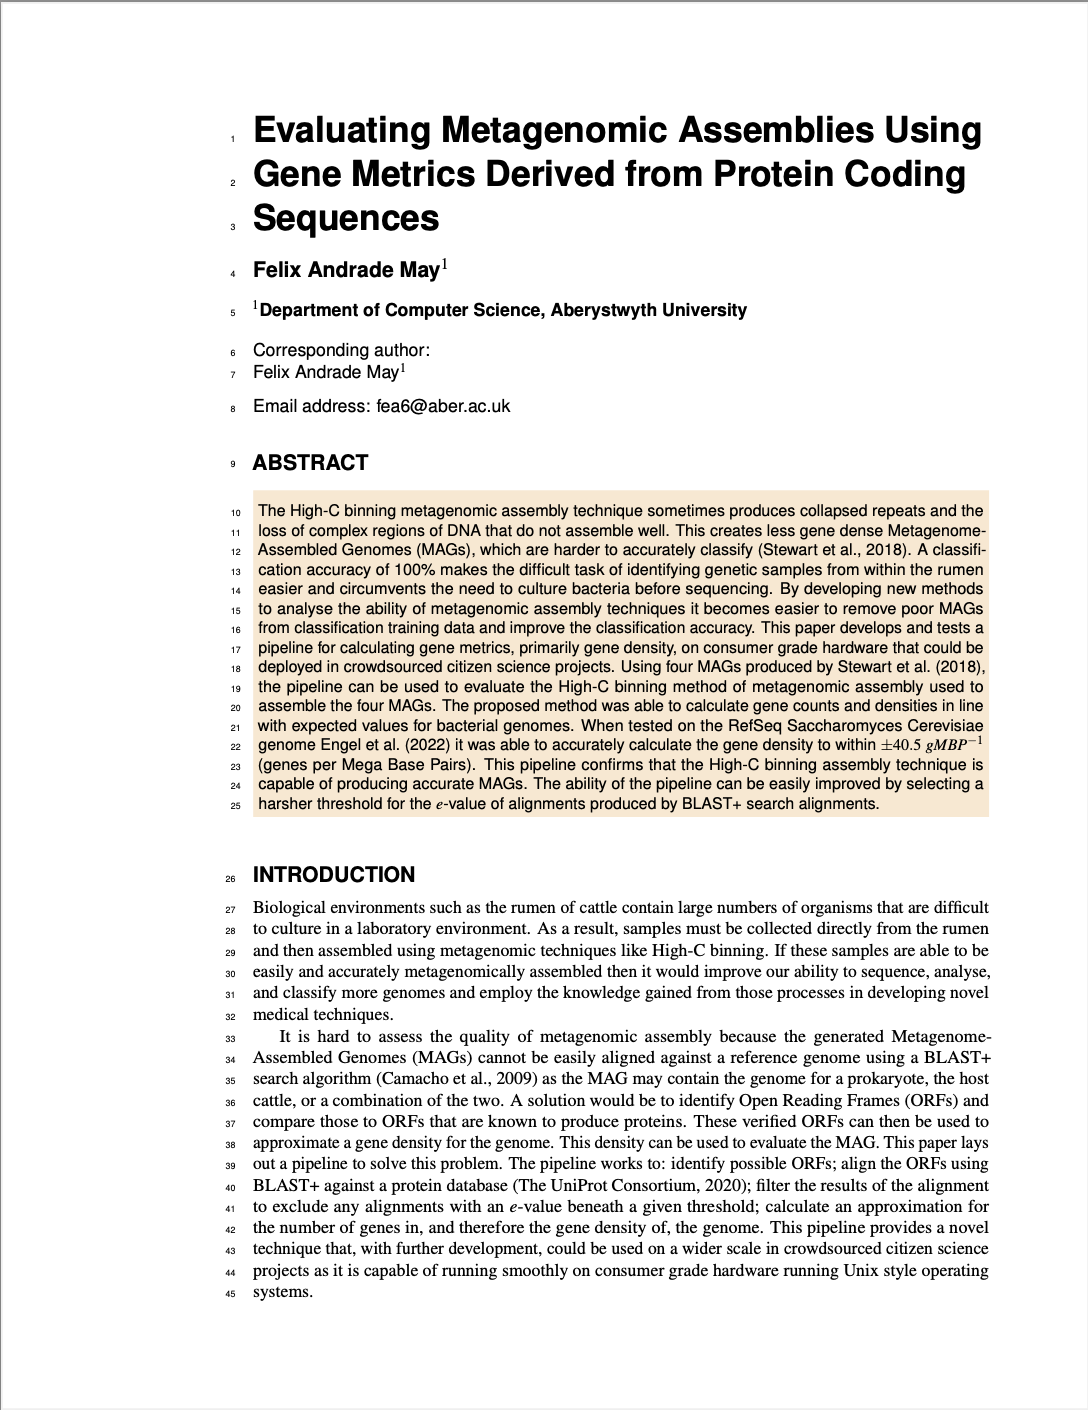 1 Evaluating Metagenomic Assemblies Using
2 Gene Metrics Derived from Protein Coding
3 Sequences
4 Felix Andrade May¹
5 ¹Department of Computer Science, Aberystwyth University
6 Corresponding author:
7 Felix Andrade May¹
8 Email address: fea6@aber.ac.uk
9 ABSTRACT
10 The High-C binning metagenomic assembly technique sometimes produces collapsed repeats and the
11 loss of complex regions of DNA that do not assemble well. This creates less gene dense Metagenome-
12 Assembled Genomes (MAGs), which are harder to accurately classify (Stewart et al., 2018). A classifi-
13 cation accuracy of 100% makes the difficult task of identifying genetic samples from within the rumen
14 easier and circumvents the need to culture bacteria before sequencing. By developing new methods
15 to analyse the ability of metagenomic assembly techniques it becomes easier to remove poor MAGs
16 from classification training data and improve the classification accuracy. This paper develops and tests a
17 pipeline for calculating gene metrics, primarily gene density, on consumer grade hardware that could be
18 deployed in crowdsourced citizen science projects. Using four MAGs produced by Stewart et al. (2018),
19 the pipeline can be used to evaluate the High-C binning method of metagenomic assembly used to
20 assemble the four MAGs. The proposed method was able to calculate gene counts and densities in line
21 with expected values for bacterial genomes. When tested on the RefSeq Saccharomyces Cerevisiae
22 genome Engel et al. (2022) it was able to accurately calculate the gene density to within ±40.5 gMBP⁻¹
23 (genes per Mega Base Pairs). This pipeline confirms that the High-C binning assembly technique is
24 capable of producing accurate MAGs. The ability of the pipeline can be easily improved by selecting a
25 harsher threshold for the e-value of alignments produced by BLAST+ search alignments.
26 INTRODUCTION
27 Biological environments such as the rumen of cattle contain large numbers of organisms that are difficult
28 to culture in a laboratory environment. As a result, samples must be collected directly from the rumen
29 and then assembled using metagenomic techniques like High-C binning. If these samples are able to be
30 easily and accurately metagenomically assembled then it would improve our ability to sequence, analyse,
31 and classify more genomes and employ the knowledge gained from those processes in developing novel
32 medical techniques.
33 It is hard to assess the quality of metagenomic assembly because the generated Metagenome-
34 Assembled Genomes (MAGs) cannot be easily aligned against a reference genome using a BLAST+
35 search algorithm (Camacho et al., 2009) as the MAG may contain the genome for a prokaryote, the host
36 cattle, or a combination of the two. A solution would be to identify Open Reading Frames (ORFs) and
37 compare those to ORFs that are known to produce proteins. These verified ORFs can then be used to
38 approximate a gene density for the genome. This density can be used to evaluate the MAG. This paper lays
39 out a pipeline to solve this problem. The pipeline works to: identify possible ORFs; align the ORFs using
40 BLAST+ against a protein database (The UniProt Consortium, 2020); filter the results of the alignment
41 to exclude any alignments with an e-value beneath a given threshold; calculate an approximation for
42 the number of genes in, and therefore the gene density of, the genome. This pipeline provides a novel
43 technique that, with further development, could be used on a wider scale in crowdsourced citizen science
44 projects as it is capable of running smoothly on consumer grade hardware running Unix style operating
45 systems.